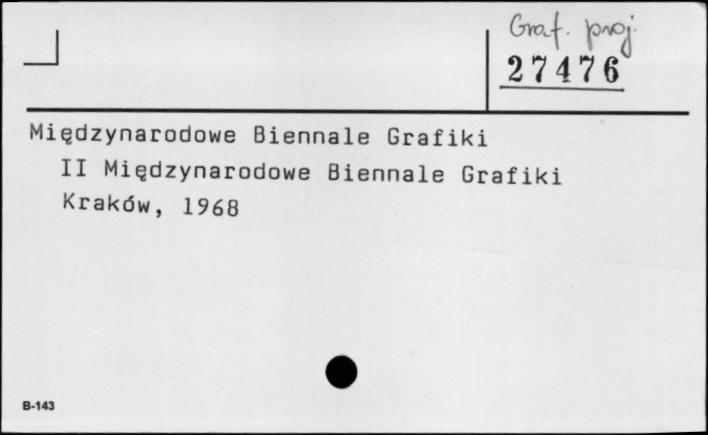 Graf. proj.
27476
Międzynarodowe Biennale Grafiki
II Międzynarodowe Biennale Grafiki
Kraków, 1968
B-143